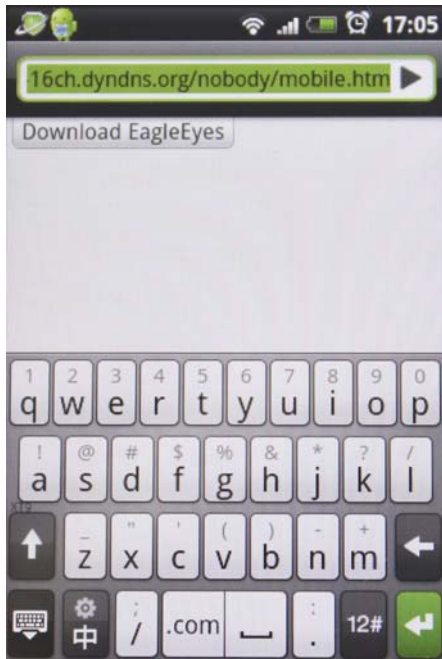 17:05
16ch.dyndns.org/nobody/mobile.htm
Download EagleEyes
1 2 3 4 5 6 7 8 9 0
q w e r t y u i o p
! @ # $ % & * ? /
a s d f g h j k l
XT9
_ " ' ( ) - +
z x c v b n m
; :
中 / .com . 12#